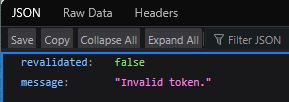 JSON Raw Data Headers
Save Copy Collapse All Expand All Filter JSON
revalidated: false
message: "Invalid token."